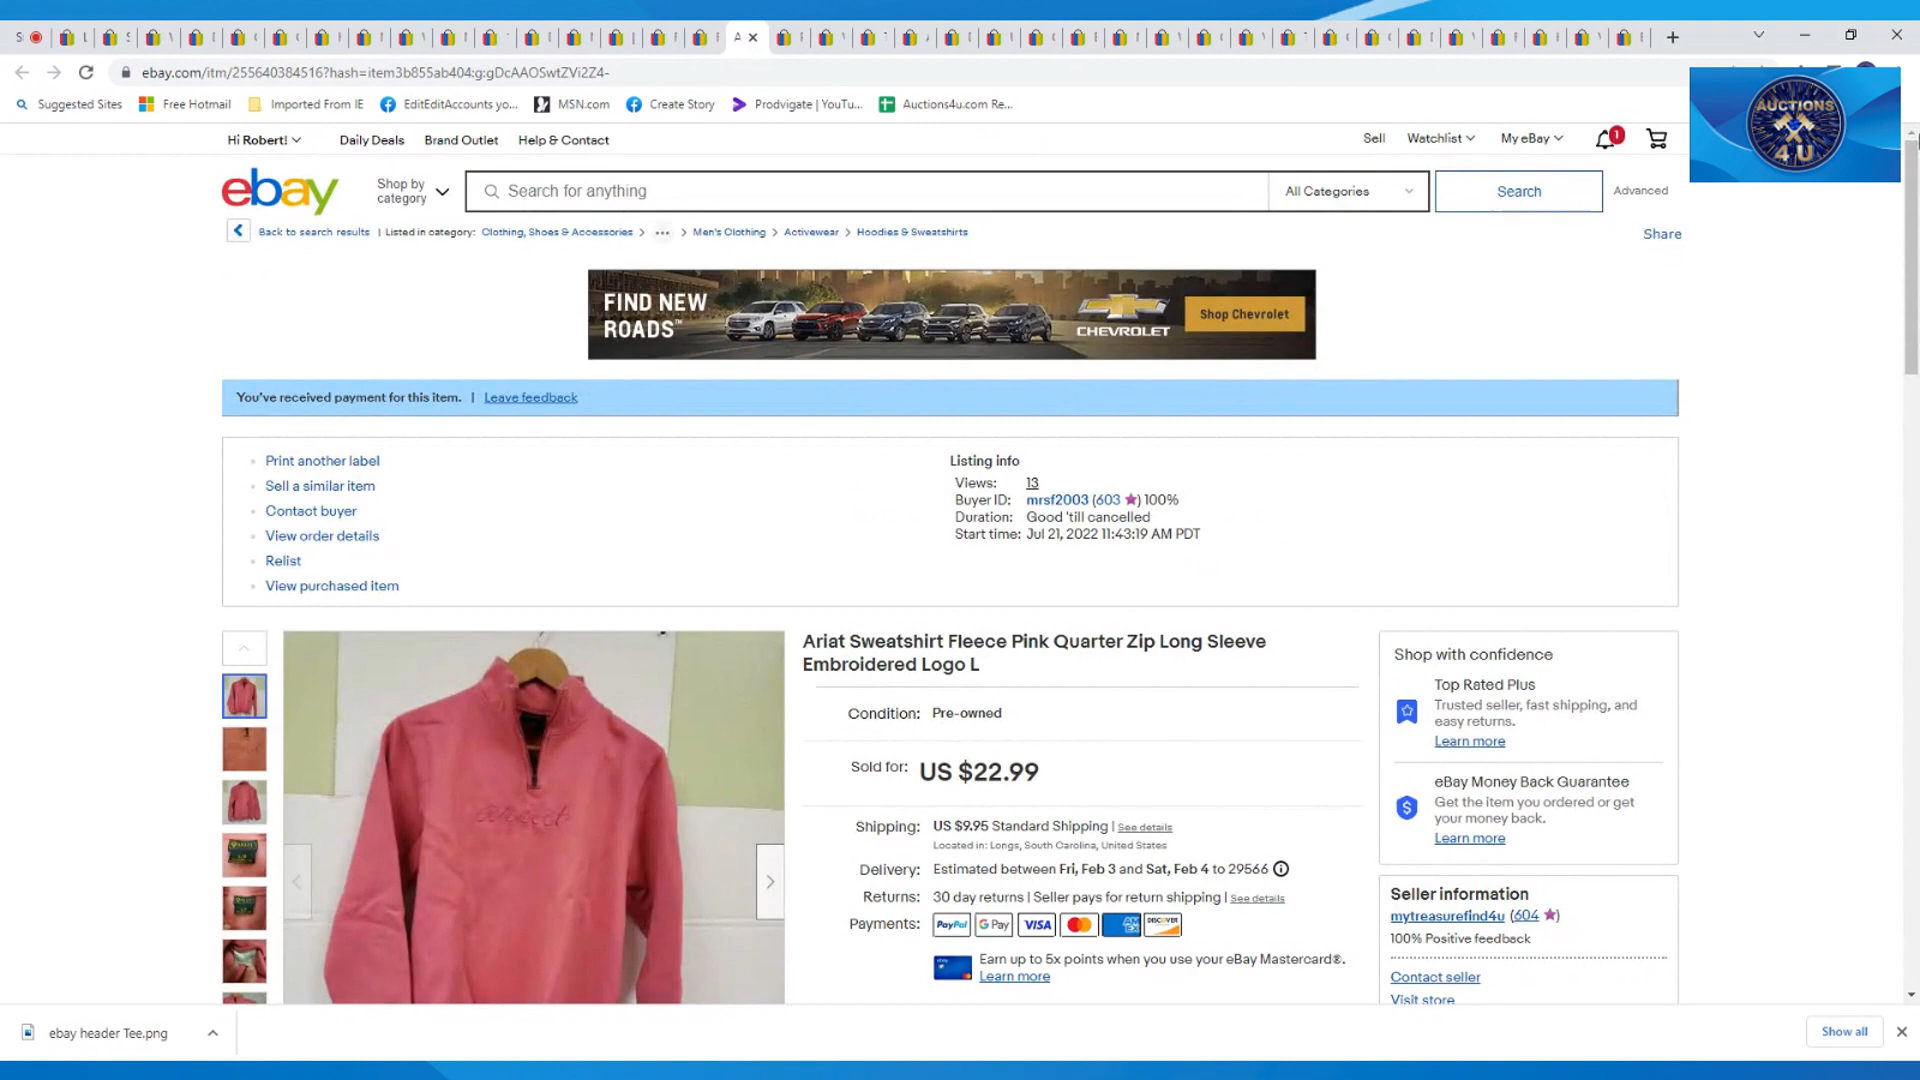 ebay.com/itm/255640384516?hash=item3b855ab404:g:gDcAAOSwtZVi2Z4-
Suggested Sites
Free Hotmail
Imported From IE
EditEditAccounts yo...
MSN.com
Create Story
Prodvigate | YouTu...
Auctions4u.com Re...
AUCTIONS
4 U
Hi Robert!
Daily Deals
Brand Outlet
Help & Contact
Sell
Watchlist
My eBay
1
ebay
Shop by
category
Search for anything
All Categories
Search
Advanced
Back to search results | Listed in category: Clothing, Shoes & Accessories > ... > Men's Clothing > Activewear > Hoodies & Sweatshirts
Share
FIND NEW
ROADS™
CHEVROLET
Shop Chevrolet
You've received payment for this item. | Leave feedback
Print another label
Sell a similar item
Contact buyer
View order details
Relist
View purchased item
Listing info
Views: 13
Buyer ID: mrsf2003 (603 ★) 100%
Duration: Good 'till cancelled
Start time: Jul 21, 2022 11:43:19 AM PDT
Ariat Sweatshirt Fleece Pink Quarter Zip Long Sleeve
Embroidered Logo L
Condition: Pre-owned
Sold for: US $22.99
Shipping: US $9.95 Standard Shipping | See details
Located in: Longs, South Carolina, United States
Delivery: Estimated between Fri, Feb 3 and Sat, Feb 4 to 29566
Returns: 30 day returns | Seller pays for return shipping | See details
Payments: PayPal G Pay VISA DISCOVER
Earn up to 5x points when you use your eBay Mastercard®.
Learn more
Shop with confidence
Top Rated Plus
Trusted seller, fast shipping, and
easy returns.
Learn more
eBay Money Back Guarantee
Get the item you ordered or get
your money back.
Learn more
Seller information
mytreasurefind4u (604 ★)
100% Positive feedback
Contact seller
Visit store
ebay header Tee.png
Show all